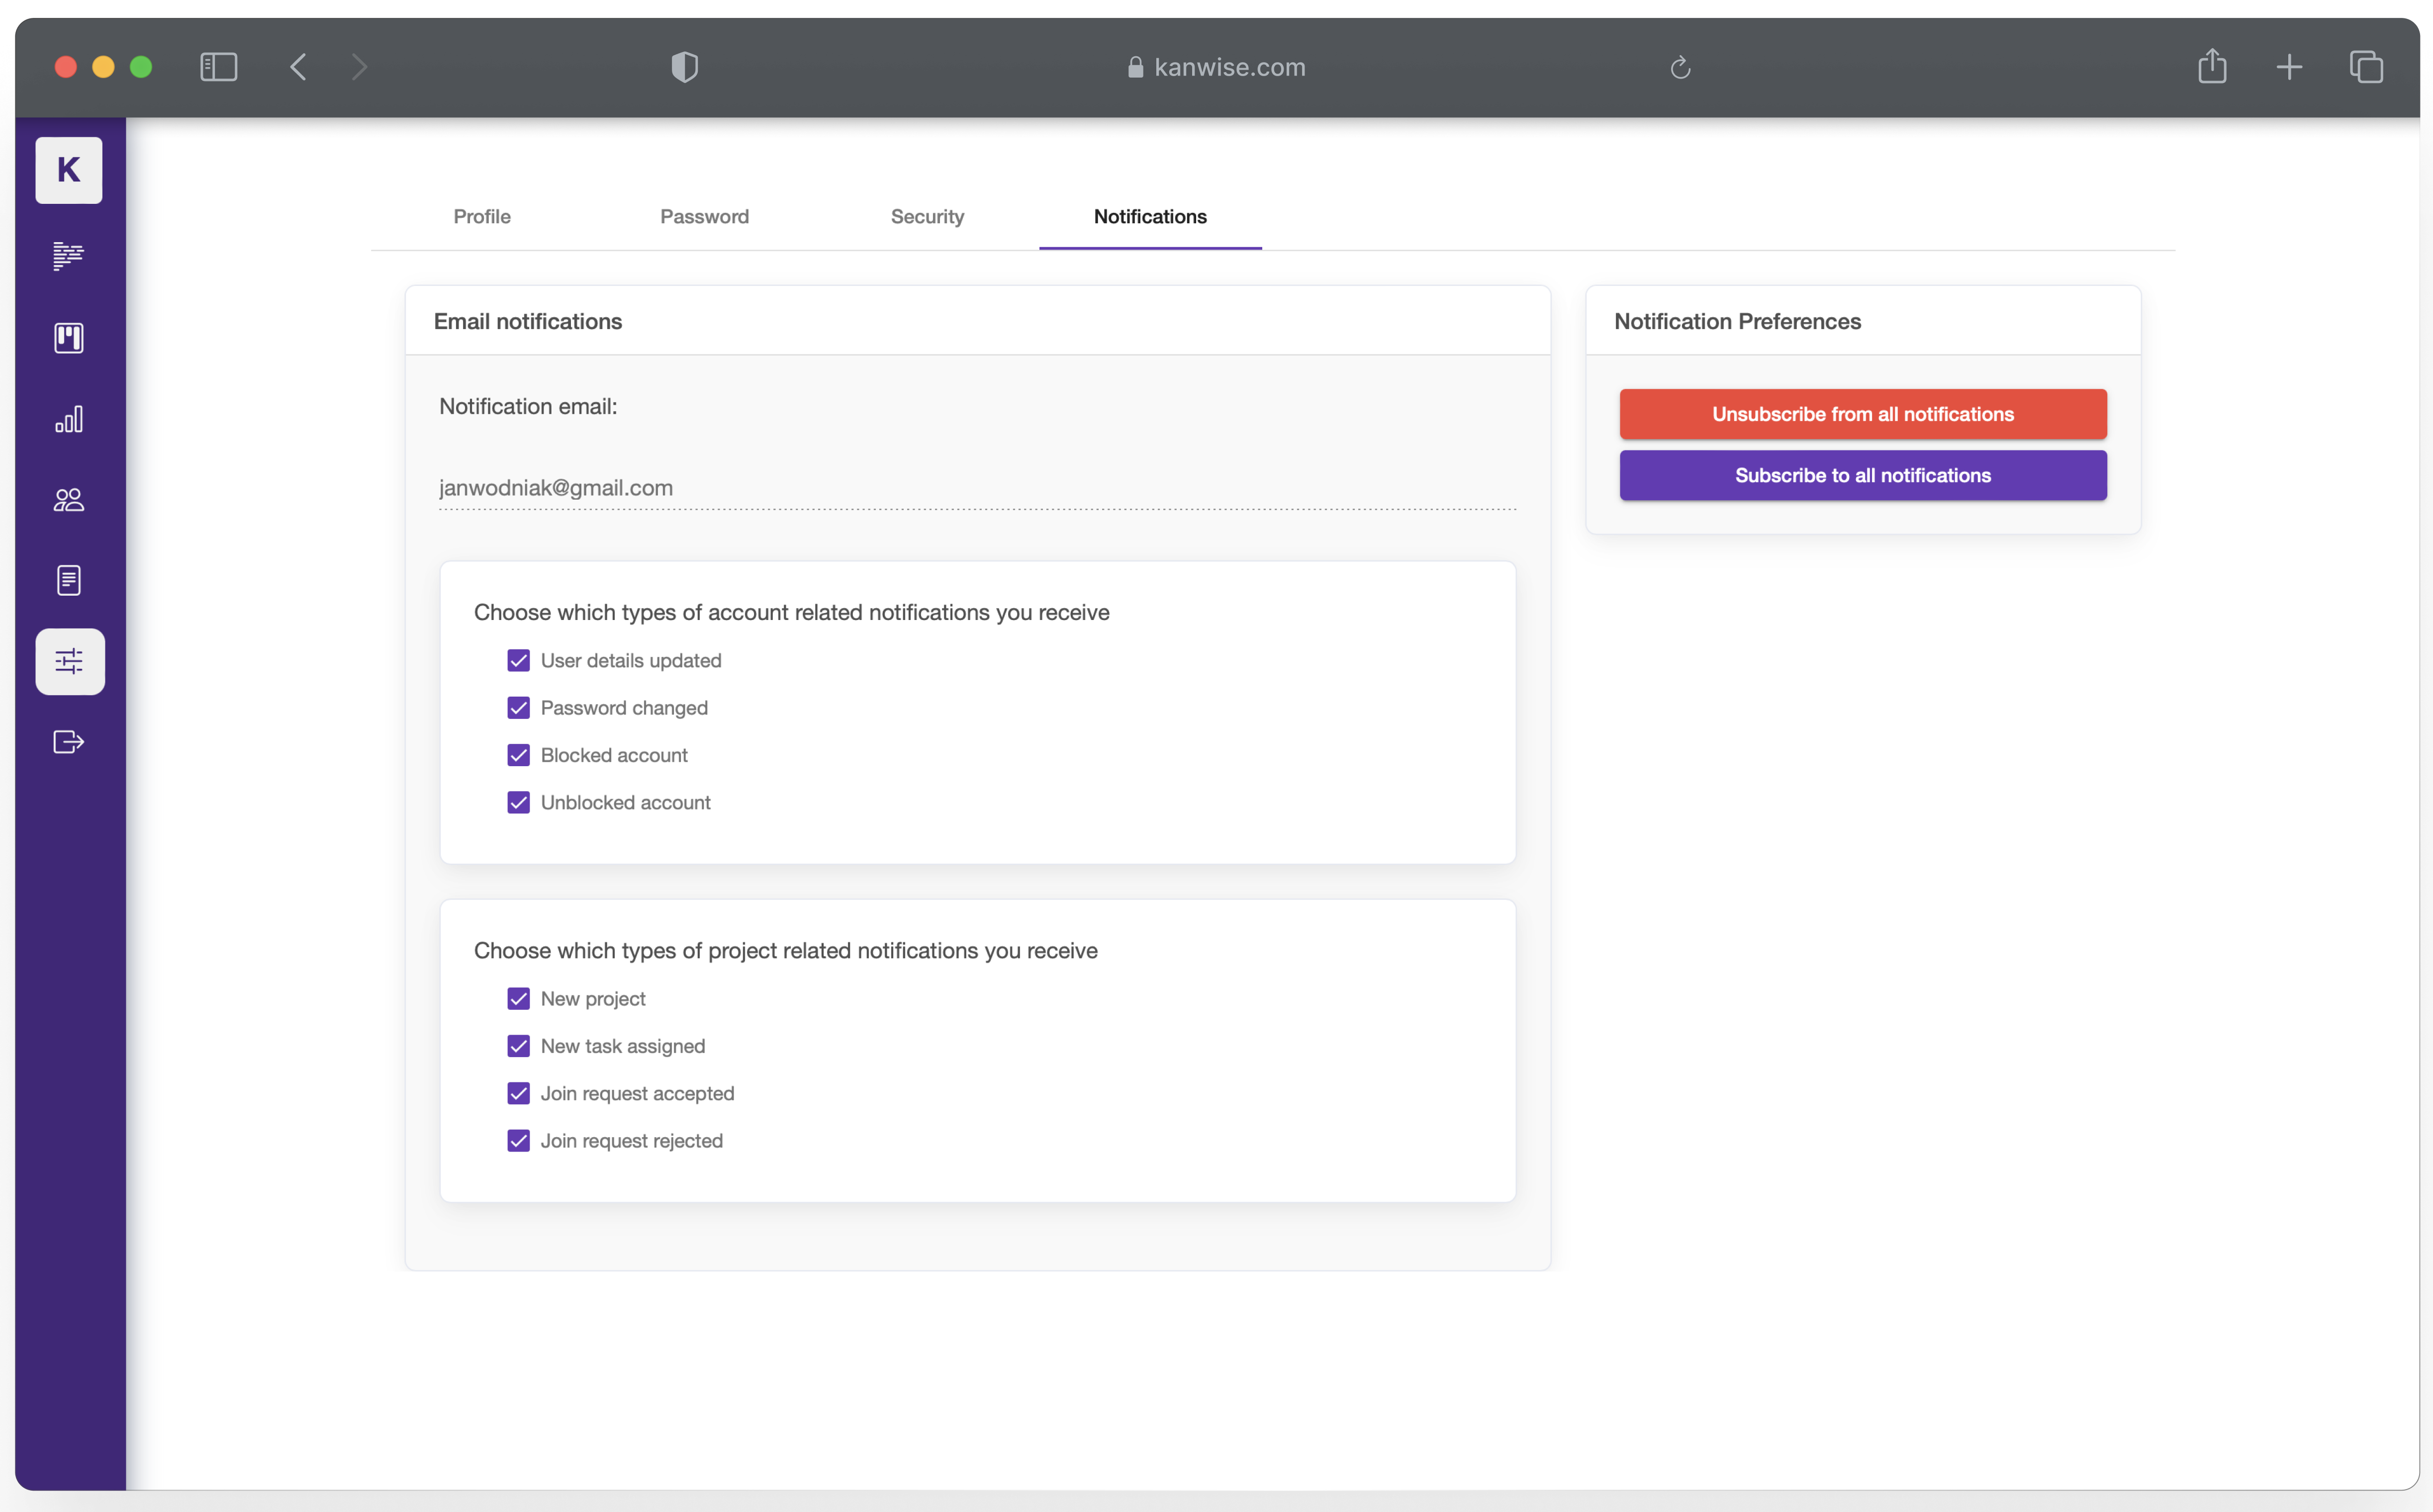 kanwise.com
K
Profile
Password
Security
Notifications
Email notifications
Notification email:
janwodniak@gmail.com
Choose which types of account related notifications you receive
User details updated
Password changed
Blocked account
Unblocked account
Choose which types of project related notifications you receive
New project
New task assigned
Join request accepted
Join request rejected
Notification Preferences
Unsubscribe from all notifications
Subscribe to all notifications